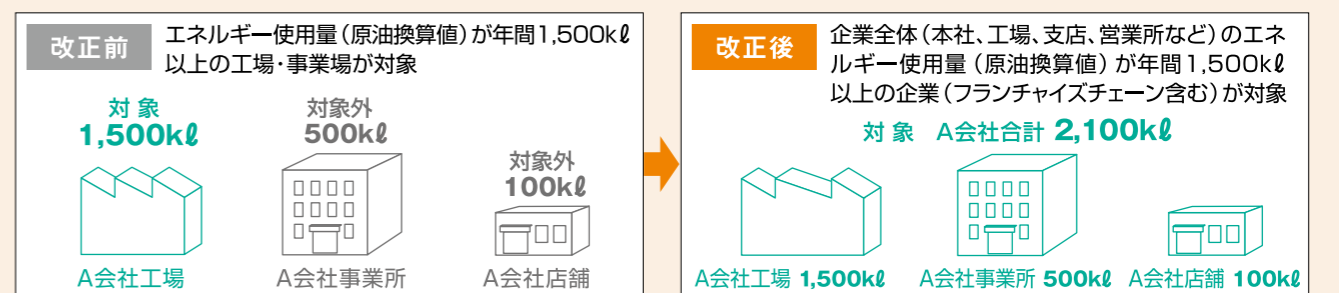 改正前
エネルギー使用量(原油換算値)が年間1,500kℓ
以上の工場・事業場が対象
対象
1,500kℓ
対象外
500kℓ
対象外
100kℓ
A会社工場
A会社事業所
A会社店舗
改正後
企業全体(本社、工場、支店、営業所など)のエネ
ルギー使用量(原油換算値)が年間1,500kℓ
以上の企業(フランチャイズチェーン含む)が対象
対象 A会社合計 2,100kℓ
A会社工場 1,500kℓ
A会社事業所 500kℓ
A会社店舗 100kℓ